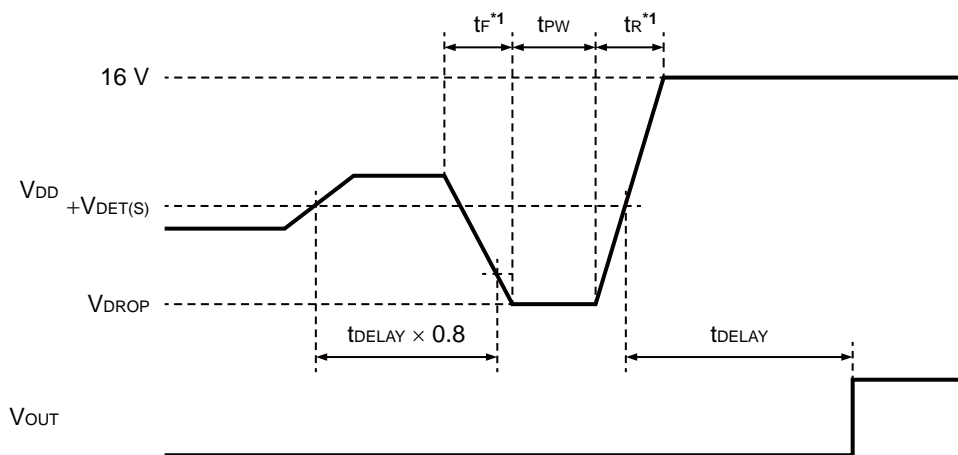 tF*1 tPW tR*1
16 V
VDD
+VDET(S)
VDROP
tDELAY × 0.8
tDELAY
VOUT